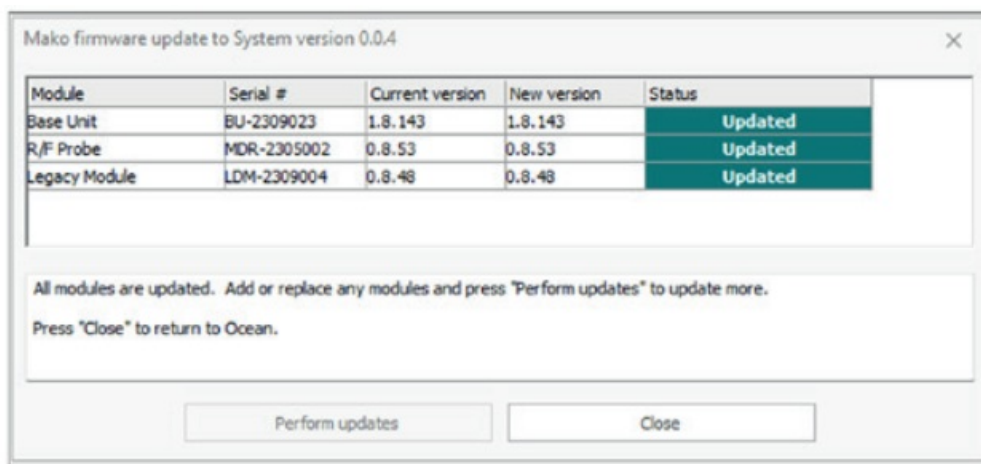 Mako firmware update to System version 0.0.4
Module Serial # Current version New version Status
Base Unit BU-2309023 1.8.143 1.8.143 Updated
R/F Probe MDR-2305002 0.8.53 0.8.53 Updated
Legacy Module LDM-2309004 0.8.48 0.8.48 Updated
All modules are updated. Add or replace any modules and press "Perform updates" to update more.
Press "Close" to return to Ocean.
Perform updates Close